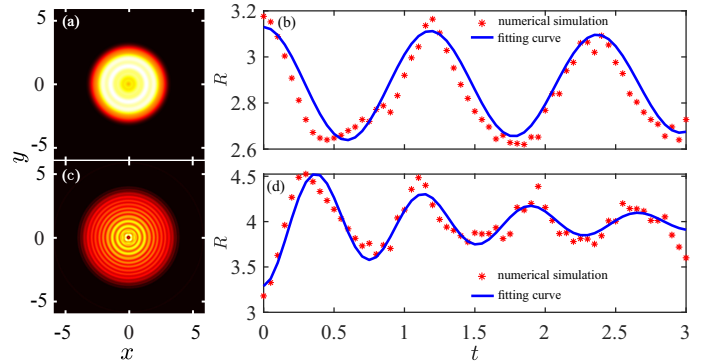 (a)
5
0
-5
y
(c)
5
0
-5
-5
0
5
x
(b)
3.2
3
2.8
2.6
R
numerical simulation
fitting curve
(d)
4.5
4
3.5
3
R
numerical simulation
fitting curve
0
0.5
1
1.5
2
2.5
3
t